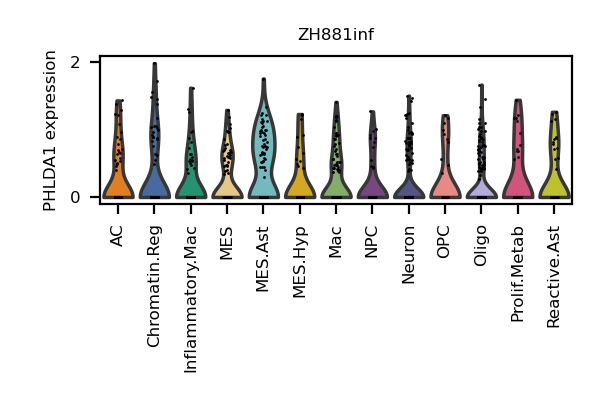 ZH881inf
PHLDA1 expression
2
0
AC
Chromatin.Reg
Inflammatory.Mac
MES
MES.Ast
MES.Hyp
Mac
NPC
Neuron
OPC
Oligo
Prolif.Metab
Reactive.Ast